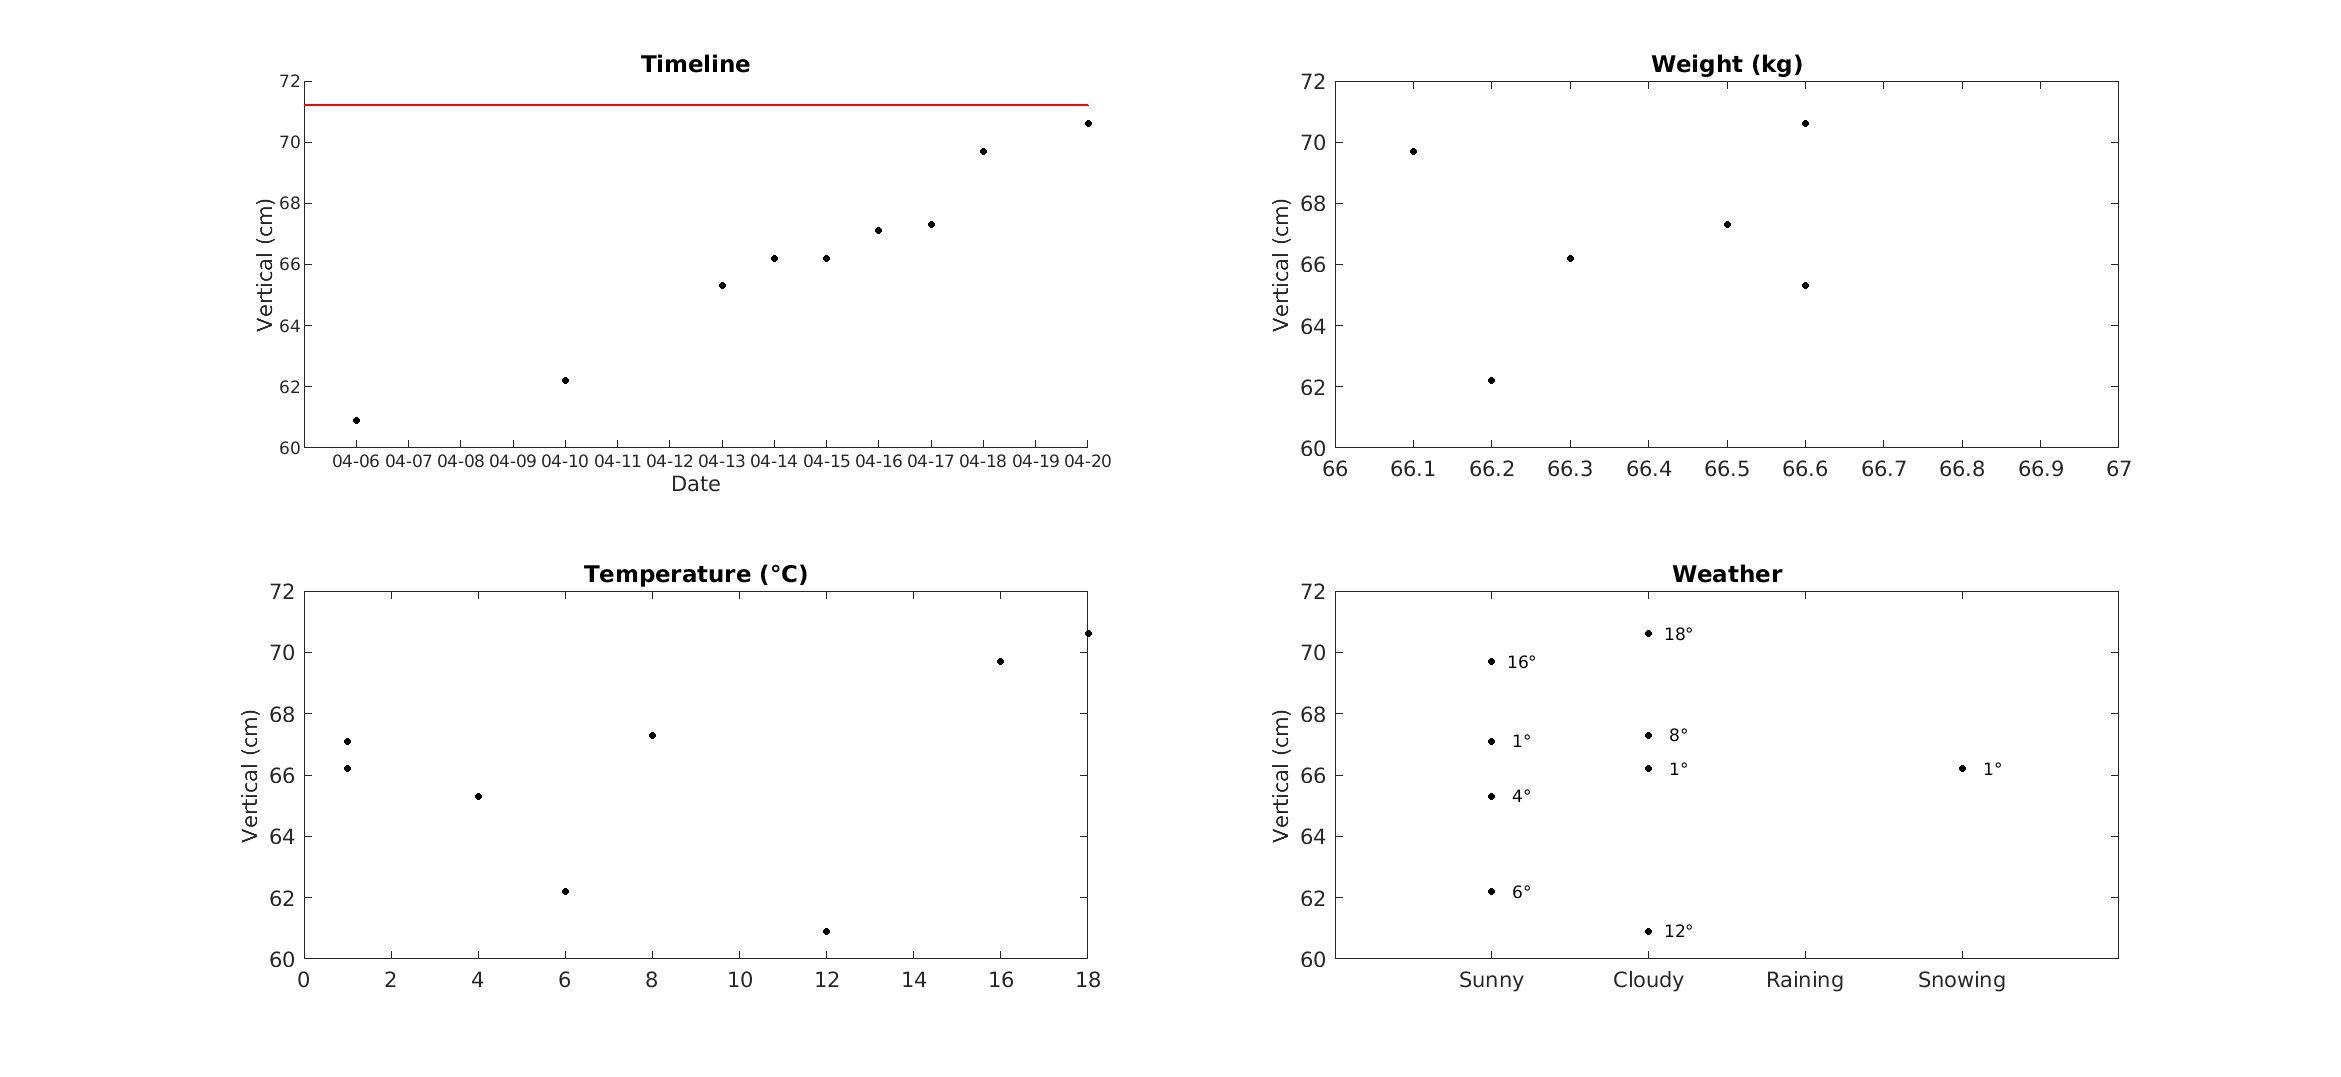 Timeline
72
70
68
66
64
62
60
Vertical (cm)
04-06 04-07 04-08 04-09 04-10 04-11 04-12 04-13 04-14 04-15 04-16 04-17 04-18 04-19 04-20
Date
Weight (kg)
72
70
68
66
64
62
60
Vertical (cm)
66 66.1 66.2 66.3 66.4 66.5 66.6 66.7 66.8 66.9 67
Temperature (°C)
72
70
68
66
64
62
60
Vertical (cm)
0 2 4 6 8 10 12 14 16 18
Weather
72
70
68
66
64
62
60
Vertical (cm)
18°
16°
8°
1°
1° 1°
4°
6°
12°
Sunny Cloudy Raining Snowing